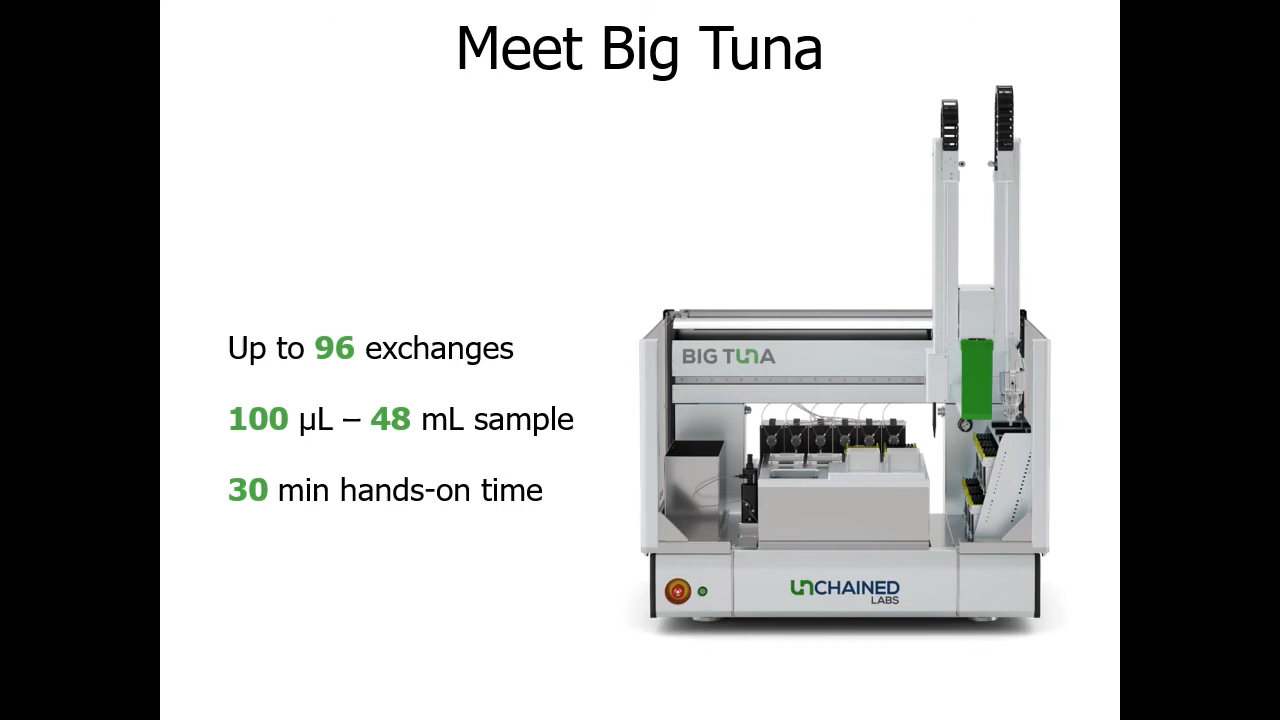 Meet Big Tuna
Up to 96 exchanges
100 µL – 48 mL sample
30 min hands-on time
BIG TUNA
UNCHAINED
LABS